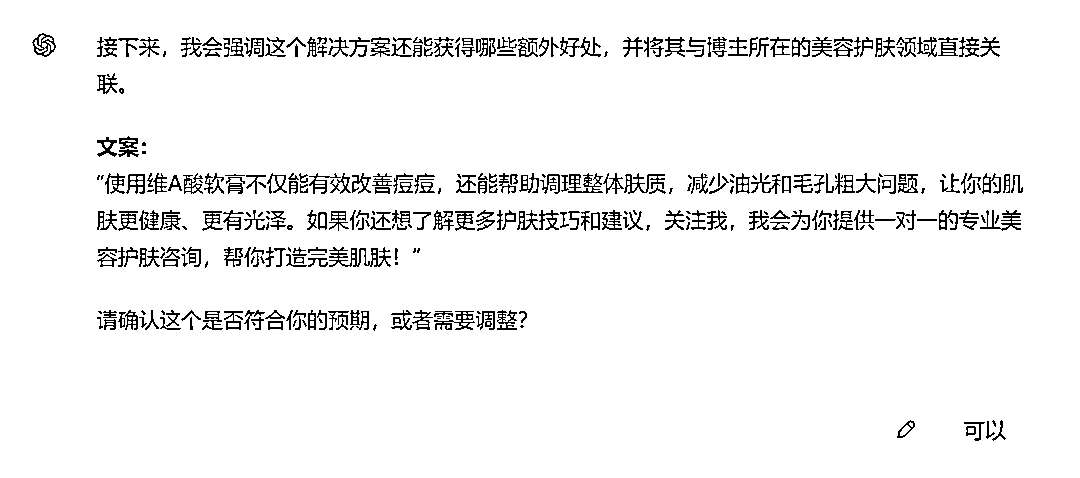 接下来，我会强调这个解决方案还能获得哪些额外好处，并将其与博主所在的美容护肤领域直接关
联。
文案：
“使用维A酸软膏不仅能有效改善痘痘，还能帮助调理整体肤质，减少油光和毛孔粗大问题，让你的肌
肤更健康、更有光泽。如果你还想了解更多护肤技巧和建议，关注我，我会为你提供一对一的专业美
容护肤咨询，帮你打造完美肌肤！”
请确认这个是否符合你的预期，或者需要调整？
可以